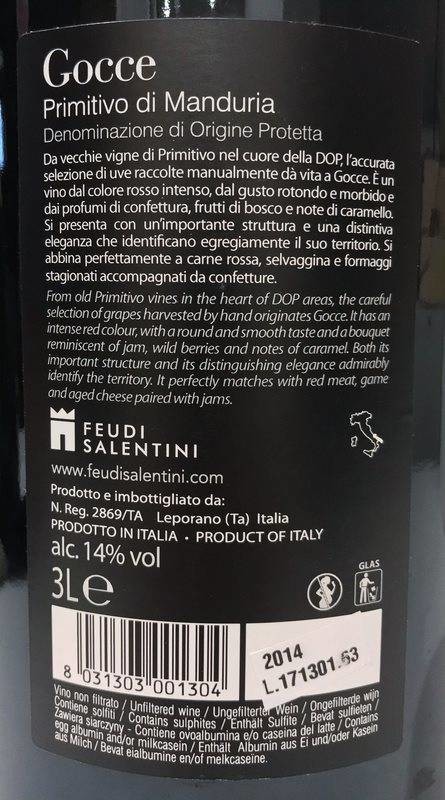 Gocce
Primitivo di Manduria
Denominazione di Origine Protetta
Da vecchie vigne di Primitivo nel cuore della DOP, l'accurata
selezione di uve raccolte manualmente dà vita a Gocce. È un
vino dal colore rosso intenso, dal gusto rotondo e morbido e
dai profumi di confettura, frutti di bosco e note di caramello.
Si presenta con un'importante struttura e una distintiva
eleganza che identificano egregiamente il suo territorio. Si
abbina perfettamente a carne rossa, selvaggina e formaggi
stagionati accompagnati da confetture.
From old Primitivo vines in the heart of DOP areas, the careful
selection of grapes harvested by hand originates Gocce. It has an
intense red colour, with a round and smooth taste and a bouquet
reminiscent of jam, wild berries and notes of caramel. Both its
important structure and its distinguishing elegance admirably
identify the territory. It perfectly matches with red meat, game
and aged cheese paired with jams.
FEUDI
SALENTINI
www.feudisalentini.com
Prodotto e imbottigliato da:
N. Reg. 2869/TA Leporano (Ta) Italia
PRODOTTO IN ITALIA • PRODUCT OF ITALY
alc. 14% vol
3L e
GLAS
8 031303 001304
2014
L.171301.63
Vino non filtrato / Unfiltered wine / Ungefilterter Wein / Ongefilterde wijn
Contiene solfiti / Contains sulphites / Enthält Sulfite / Bevat sulfieten /
Zawiera siarczyny - Contiene ovoalbumina e/o caseina del latte / Contains
egg albumin and/or milkcasein / Enthält Albumin aus Ei und/oder Kasein
aus Milch / Bevat eialbumine en/of melkcaseine.